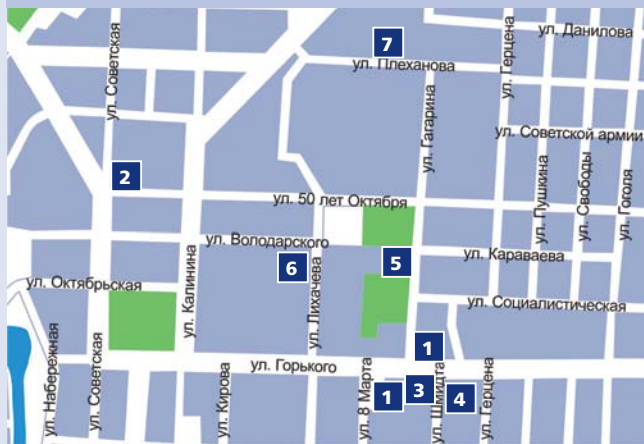 ул. Советская
7
ул. Герцена
ул. Данилова
ул. Плеханова
ул. Гагарина
ул. Советской армии
2
ул. Пушкина
ул. Свободы
ул. Гоголя
ул. 50 лет Октября
ул. Володарского
5
ул. Караваева
6
ул. Октябрьская
ул. Калинина
ул. Лихачева
ул. Социалистическая
ул. Набережная
ул. Советская
1
ул. Горького
ул. Кирова
ул. 8 Марта
1
3
ул. Шмидта
4
ул. Герцена